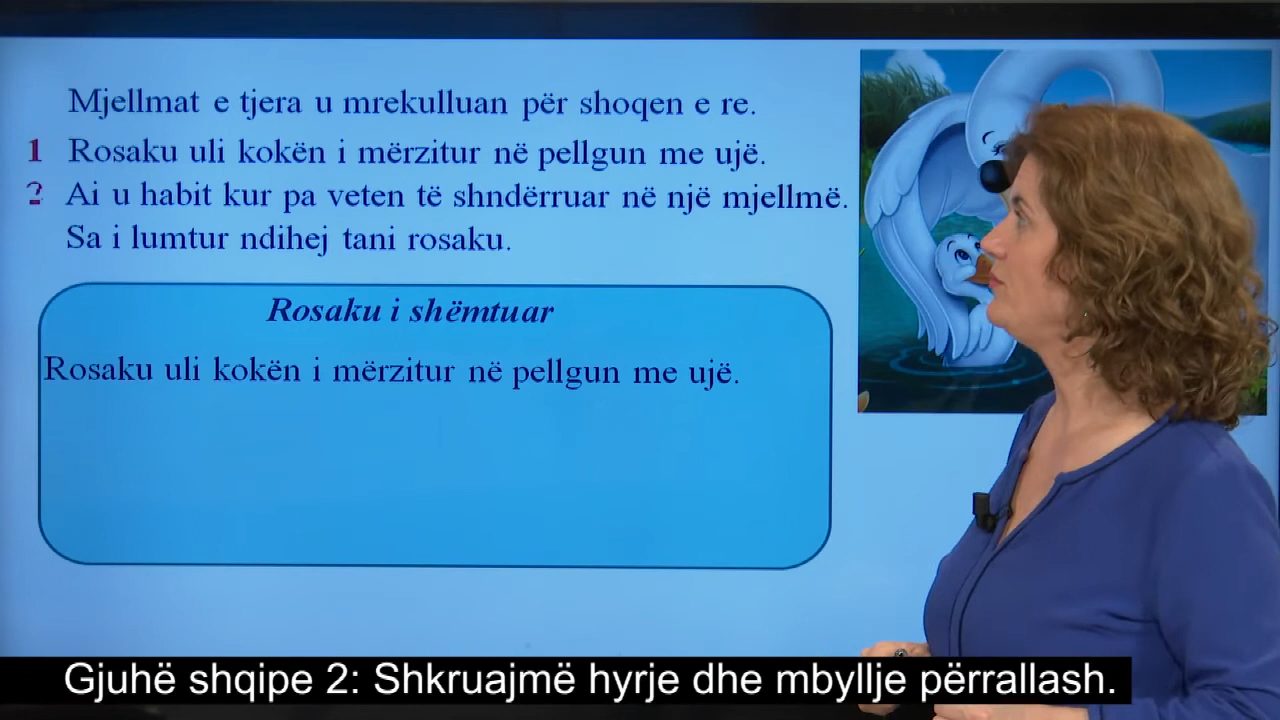 Mjellmat e tjera u mrekulluan për shoqen e re.
1 Rosaku uli kokën i mërzitur në pellgun me ujë.
2 Ai u habit kur pa veten të shndërruar në një mjellmë.
Sa i lumtur ndihej tani rosaku.
Rosaku i shëmtuar
Rosaku uli kokën i mërzitur në pellgun me ujë.
Gjuhë shqipe 2: Shkruajmë hyrje dhe mbyllje përrallash.